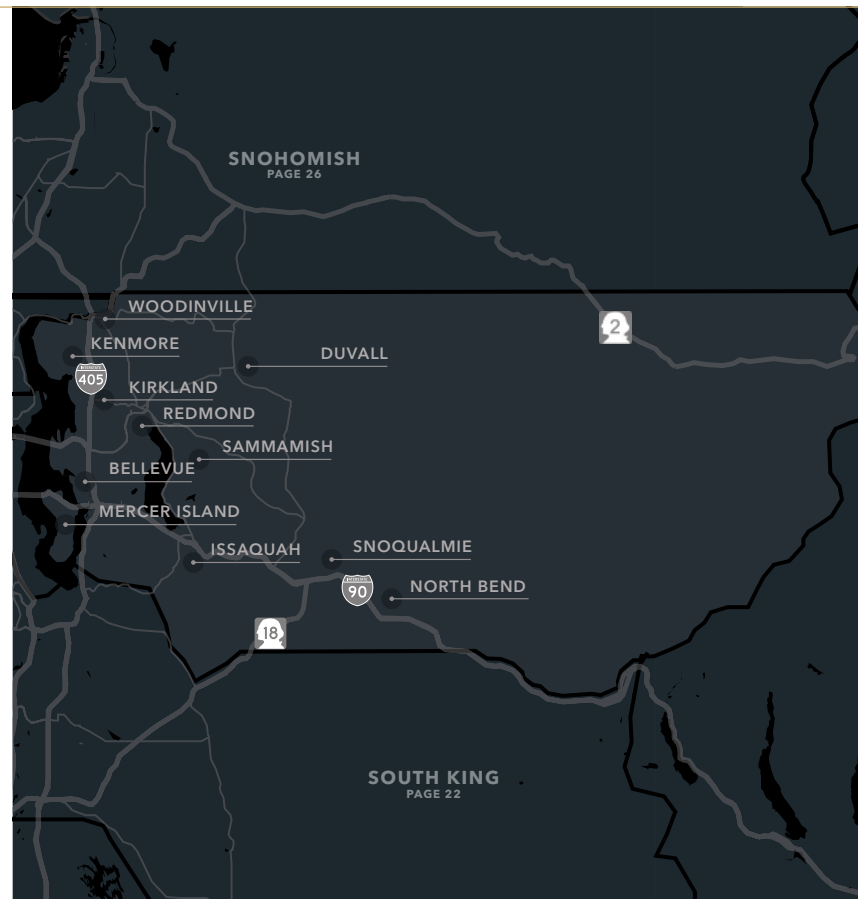 SNOHOMISH
PAGE 26
WOODINVILLE
2
KENMORE
DUVALL
405
KIRKLAND
REDMOND
SAMMAMISH
BELLEVUE
MERCER ISLAND
ISSAQUAH
SNOQUALMIE
90
NORTH BEND
18
SOUTH KING
PAGE 22